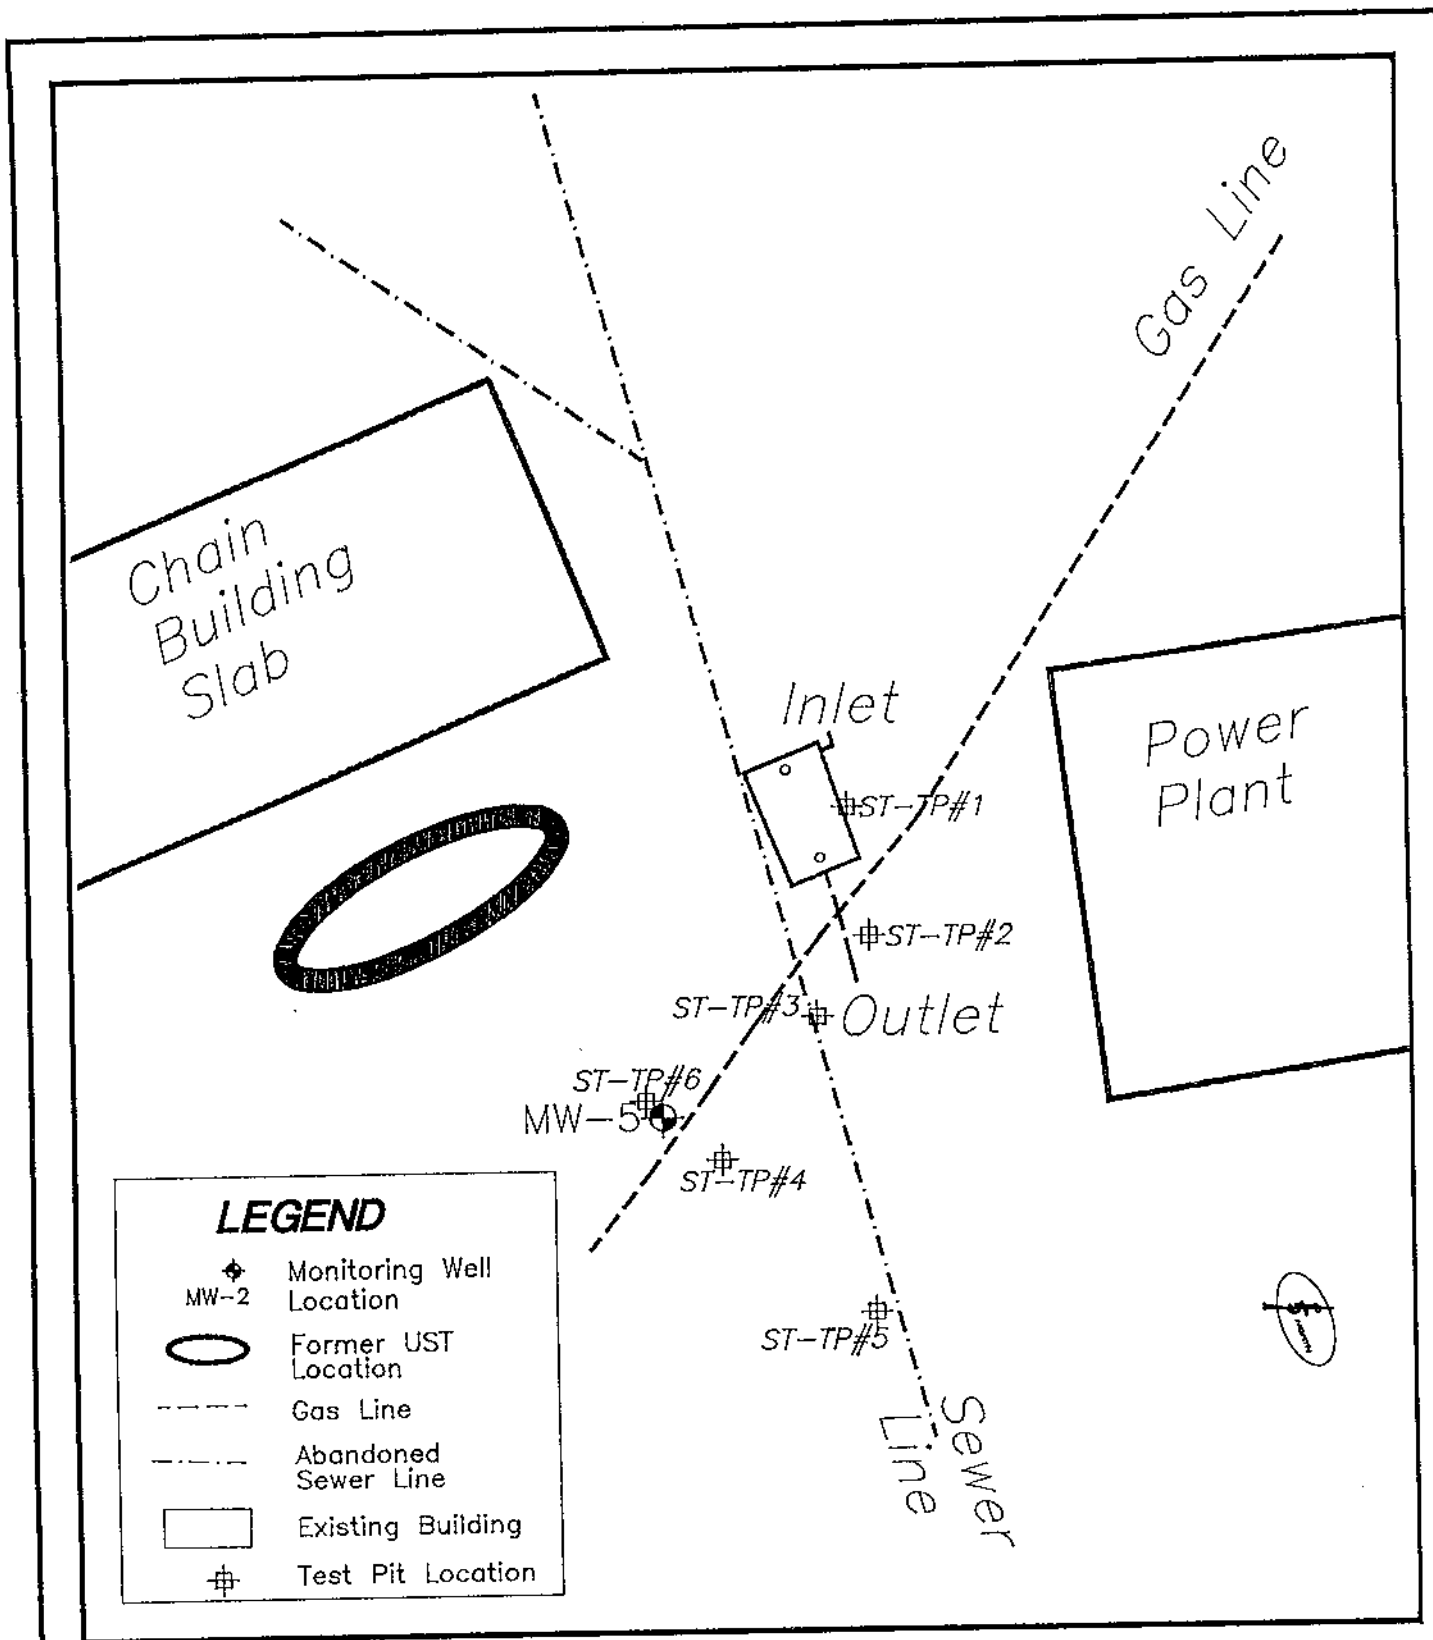 Gas Line
Chain
Building
Slab
Inlet
Power
Plant
ST-TP#1
ST-TP#2
ST-TP#3
Outlet
ST-TP#6
MW-5
ST-TP#4
ST-TP#5
Sewer
Line
LEGEND
MW-2
Monitoring Well
Location
Former UST
Location
Gas Line
Abandoned
Sewer Line
Existing Building
Test Pit Location